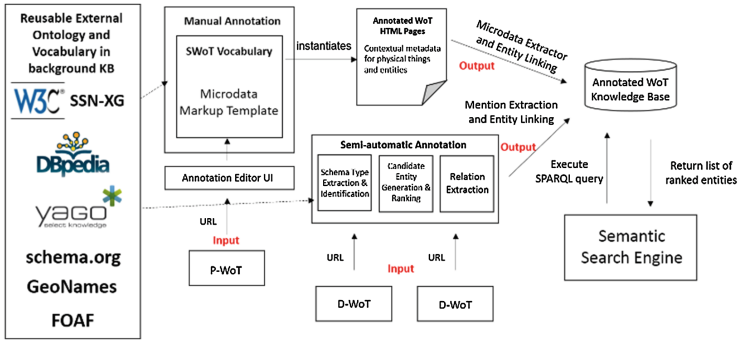 Reusable External
Ontology and
Vocabulary in
background KB
W3C® SSN-XG
DBpedia
yago
select knowledge
schema.org
GeoNames
FOAF
Manual Annotation
SWoT Vocabulary
Microdata
Markup Template
Annotation Editor UI
URL
Input
P-WoT
instantiates
Annotated WoT
HTML Pages
Contextual metadata
for physical things
and entities
Microdata Extractor
and Entity Linking
Output
Mention Extraction
and Entity Linking
Output
Semi-automatic Annotation
Schema Type
Extraction &
Identification
Candidate
Entity
Generation &
Ranking
Relation
Extraction
URL
Input
URL
D-WoT
D-WoT
Annotated WoT
Knowledge Base
Execute
SPARQL query
Return list of
ranked entities
Semantic
Search Engine